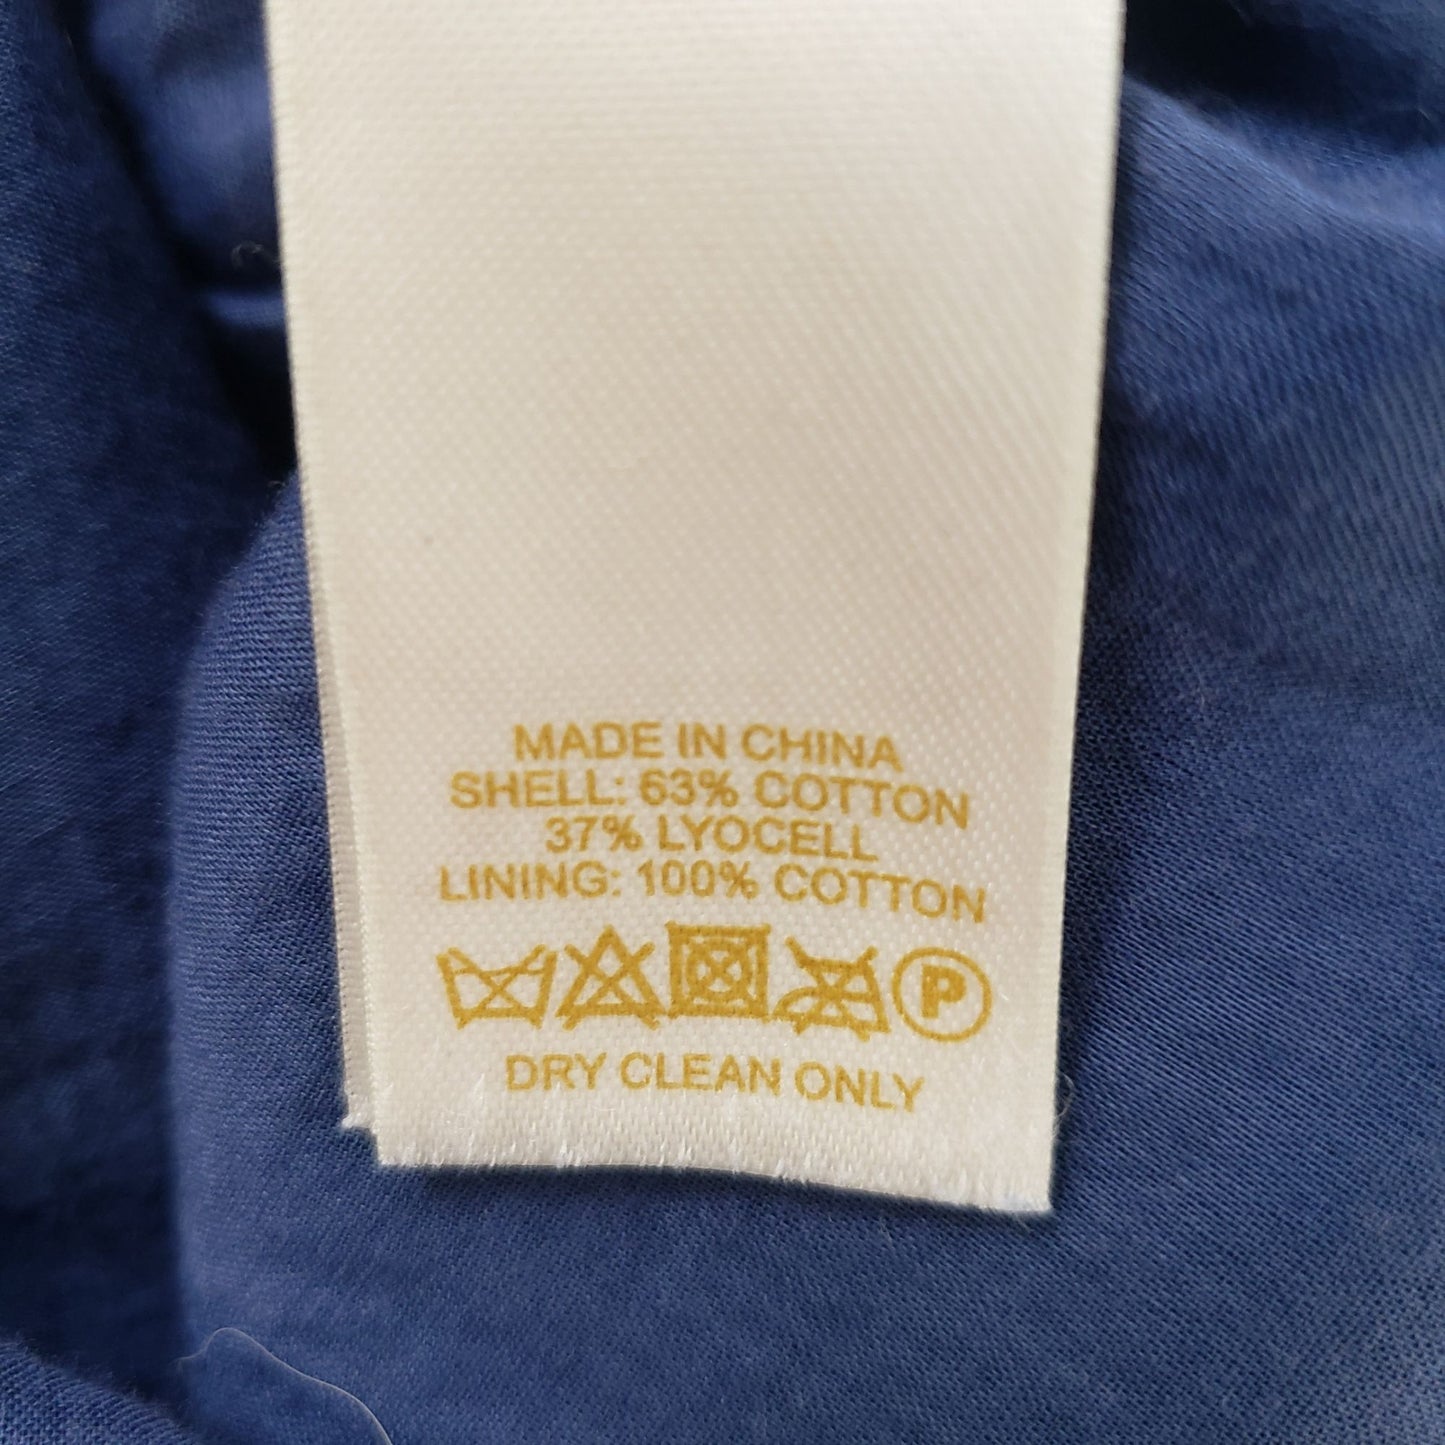 MADE IN CHINA
SHELL: 63% COTTON
37% LYOCELL
LINING: 100% COTTON
P
DRY CLEAN ONLY